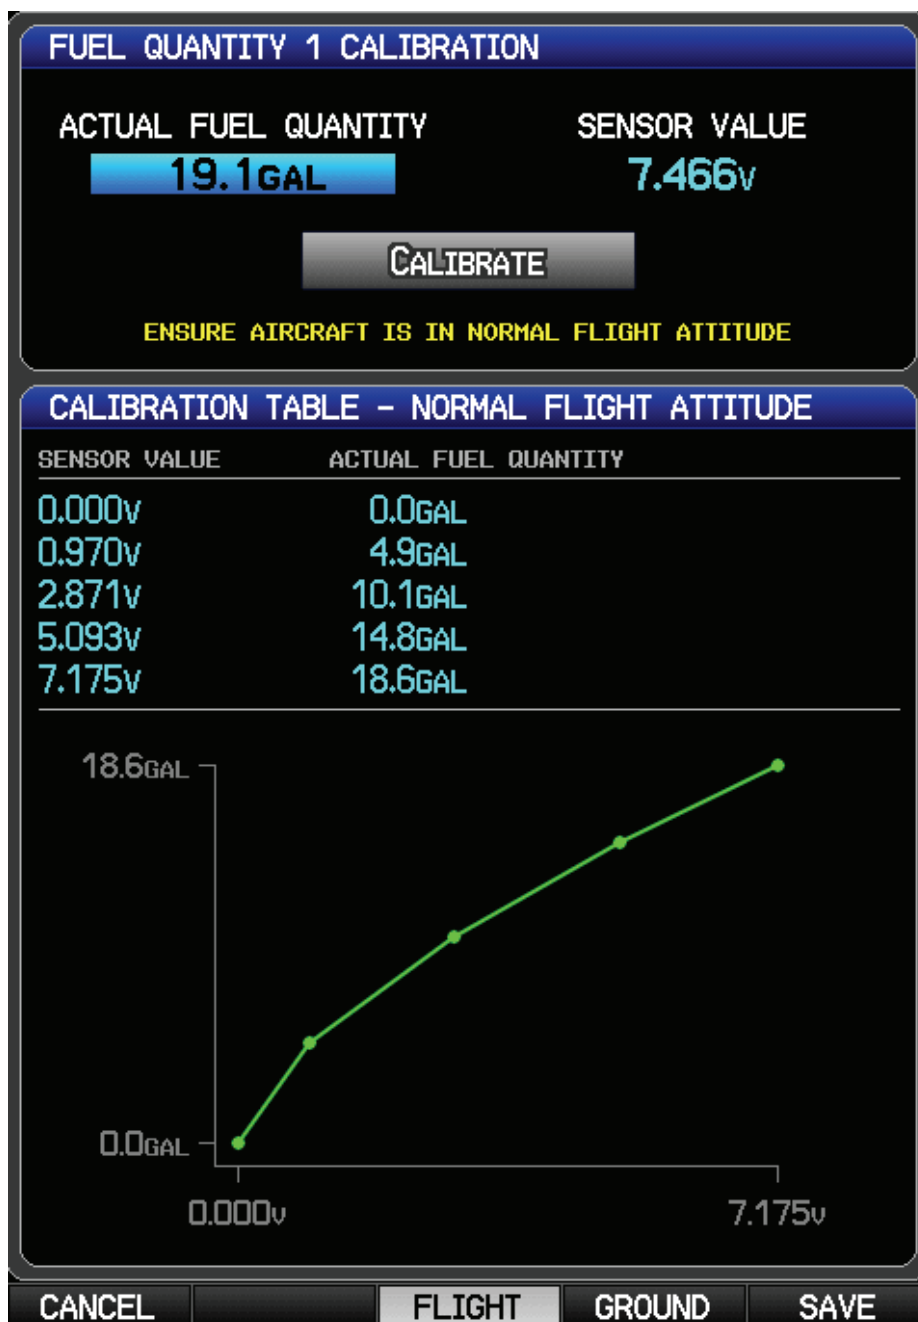 FUEL QUANTITY 1 CALIBRATION
ACTUAL FUEL QUANTITY SENSOR VALUE
19.1GAL 7.466V
CALIBRATE
ENSURE AIRCRAFT IS IN NORMAL FLIGHT ATTITUDE
CALIBRATION TABLE - NORMAL FLIGHT ATTITUDE
SENSOR VALUE ACTUAL FUEL QUANTITY
0.000V 0.0GAL
0.970V 4.9GAL
2.871V 10.1GAL
5.093V 14.8GAL
7.175V 18.6GAL
18.6GAL
0.0GAL
0.000V 7.175V
CANCEL FLIGHT GROUND SAVE